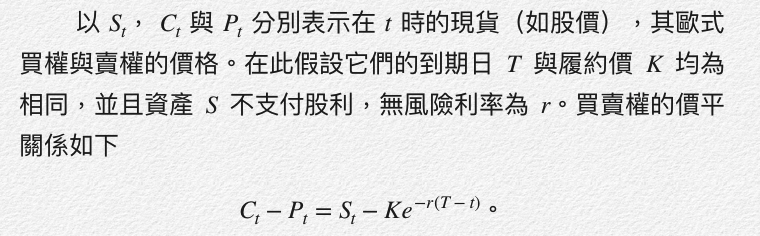 以 Sₜ， Cₜ 與 Pₜ 分別表示在 t 時的現貨（如股價），其歐式
買權與賣權的價格。在此假設它們的到期日 T 與履約價 K 均為
相同，並且資產 S 不支付股利，無風險利率為 r。買賣權的價平
關係如下
Cₜ − Pₜ = Sₜ − Ke^{−r(T − t)} 。